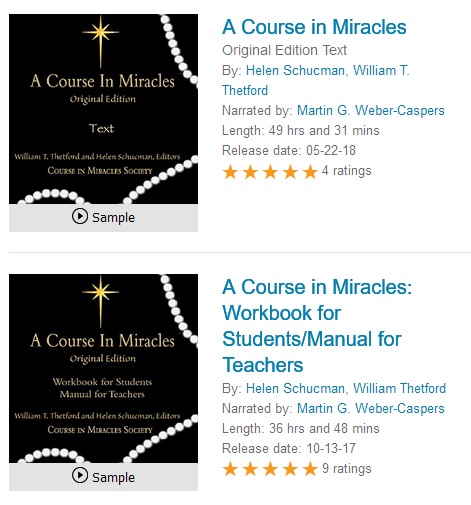 A Course In Miracles
Original Edition
Text
William T. Thetford and Helen Schucman, Editors
COURSE IN MIRACLES SOCIETY
Sample
A Course in Miracles
Original Edition Text
By: Helen Schucman, William T.
Thetford
Narrated by: Martin G. Weber-Caspers
Length: 49 hrs and 31 mins
Release date: 05-22-18
4 ratings
A Course In Miracles
Original Edition
Workbook for Students
Manual for Teachers
William T. Thetford and Helen Schucman, Editors
COURSE IN MIRACLES SOCIETY
Sample
A Course in Miracles:
Workbook for
Students/Manual for
Teachers
By: Helen Schucman, William Thetford
Narrated by: Martin G. Weber-Caspers
Length: 36 hrs and 48 mins
Release date: 10-13-17
9 ratings